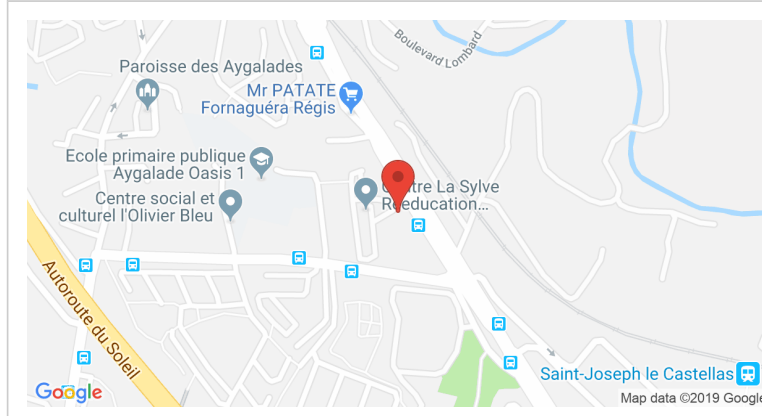 Boulevard Lombard
Paroisse des Aygalades
Mr PATATE
Fornaguéra Régis
Ecole primaire publique
Aygalade Oasis 1
Centre La Sylve
Rééducation...
Centre social et
culturel l'Olivier Bleu
Autoroute du Soleil
Saint-Joseph le Castellas
Google
Map data ©2019 Google